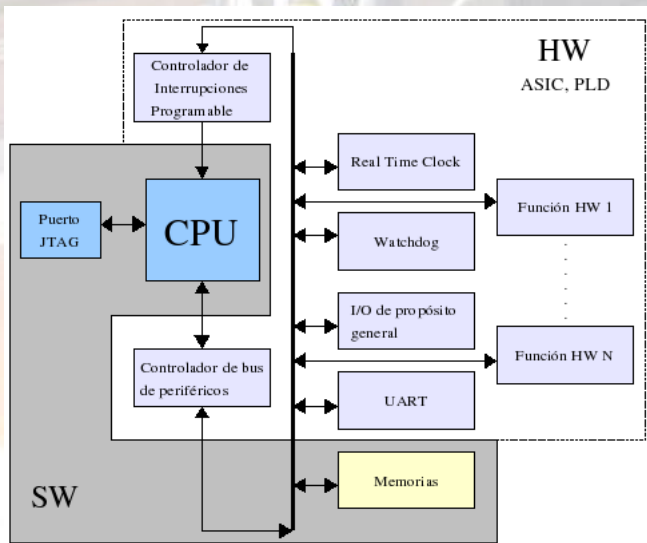 Controlador de
Interrupciones
Programable
HW
ASIC, PLD
Real Time Clock
Puerto
JTAG
CPU
Función HW 1
Watchdog
I/O de propósito
general
Controlador de bus
de periféricos
Función HW N
UART
SW
Memorias